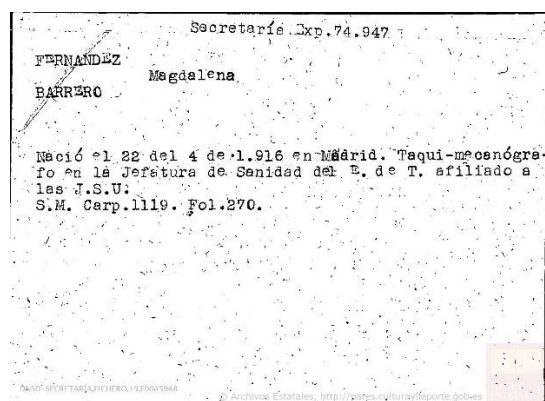 Secretaría Exp.74.947
FERNANDEZ
Magdalena
BARRERO
Nació el 22 del 4 de 1.916 en Madrid. Taqui-mecanógra-
fo en la Jefatura de Sanidad del E. de T. afiliado a
las J.S.U.
S.M. Carp.1119. Fol.270.
© Archivos Estatales, http://pares.culturaydeporte.gob.es